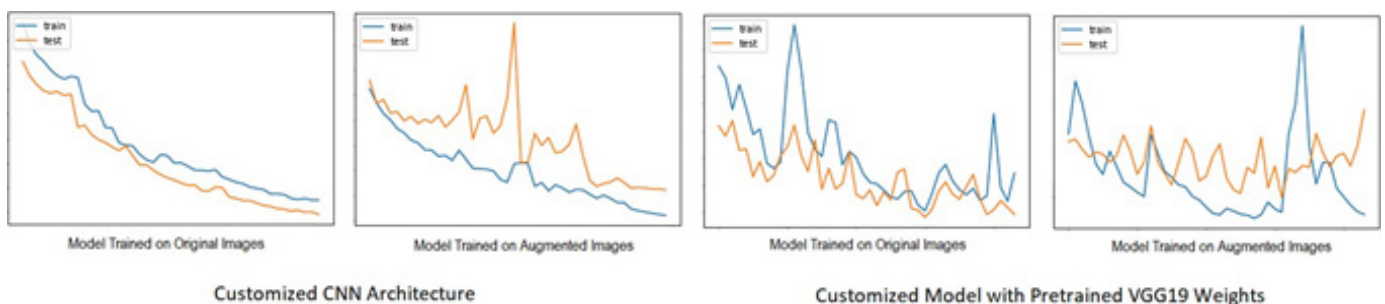 train
test
train
test
train
test
train
test
Model Trained on Original Images
Model Trained on Augmented Images
Model Trained on Original Images
Model Trained on Augmented Images
Customized CNN Architecture
Customized Model with Pretrained VGG19 Weights